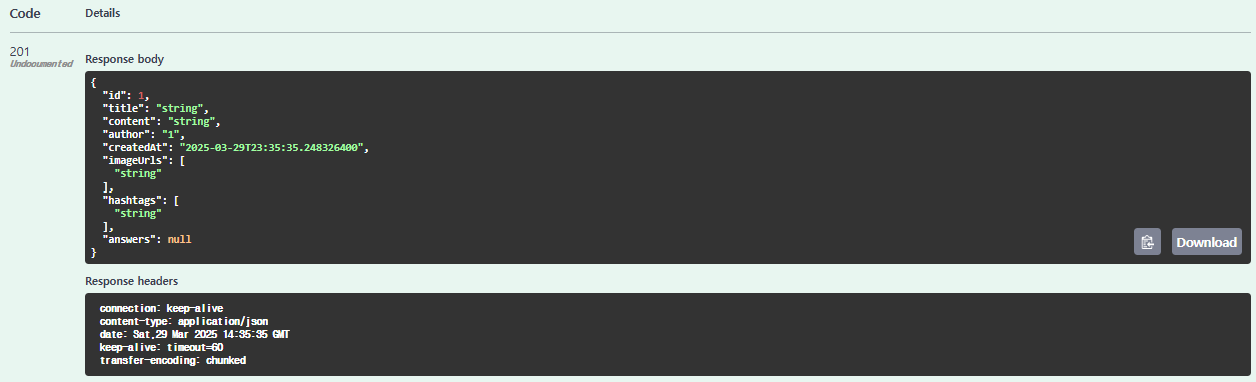 Code Details
201
Undocumented
Response body
{
  "id": 1,
  "title": "string",
  "content": "string",
  "author": "1",
  "createdAt": "2025-03-29T23:35:35.248326400",
  "imageUrls": [
    "string"
  ],
  "hashtags": [
    "string"
  ],
  "answers": null
}
Download
Response headers
connection: keep-alive
content-type: application/json
date: Sat,29 Mar 2025 14:35:35 GMT
keep-alive: timeout=60
transfer-encoding: chunked